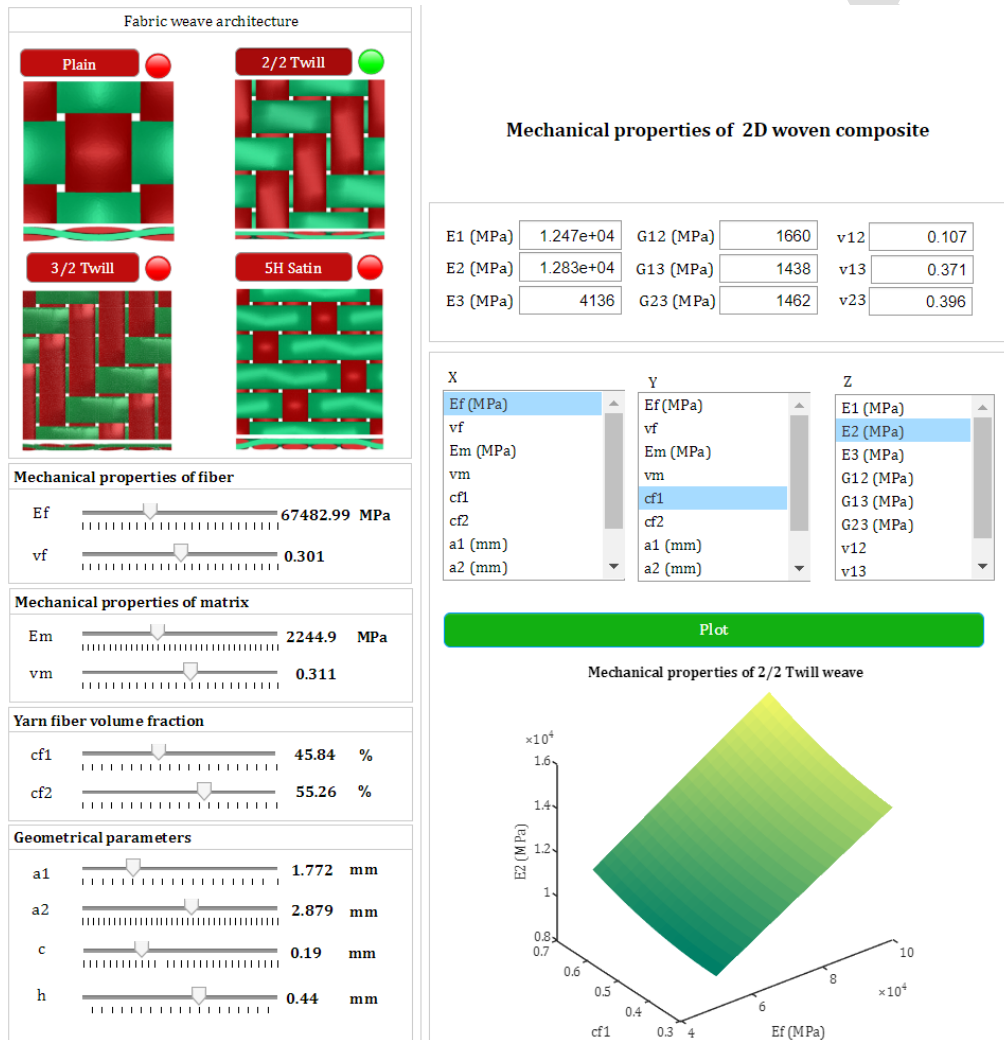 Fabric weave architecture
Plain
2/2 Twill
3/2 Twill
5H Satin
Mechanical properties of fiber
Ef 67482.99 MPa
vf 0.301
Mechanical properties of matrix
Em 2244.9 MPa
vm 0.311
Yarn fiber volume fraction
cf1 45.84 %
cf2 55.26 %
Geometrical parameters
a1 1.772 mm
a2 2.879 mm
c 0.19 mm
h 0.44 mm
Mechanical properties of 2D woven composite
E1 (MPa) 1.247e+04 G12 (MPa) 1660 v12 0.107
E2 (MPa) 1.283e+04 G13 (MPa) 1438 v13 0.371
E3 (MPa) 4136 G23 (MPa) 1462 v23 0.396
X
Ef (MPa)
vf
Em (MPa)
vm
cf1
cf2
a1 (mm)
a2 (mm)
Y
Ef (MPa)
vf
Em (MPa)
vm
cf1
cf2
a1 (mm)
a2 (mm)
Z
E1 (MPa)
E2 (MPa)
E3 (MPa)
G12 (MPa)
G13 (MPa)
G23 (MPa)
v12
v13
Plot
Mechanical properties of 2/2 Twill weave
×10⁴
1.6
1.4
1.2
1
0.8
E2 (MPa)
0.7
0.6
0.5
0.4
0.3
cf1
4
6
8
10
×10⁴
Ef (MPa)